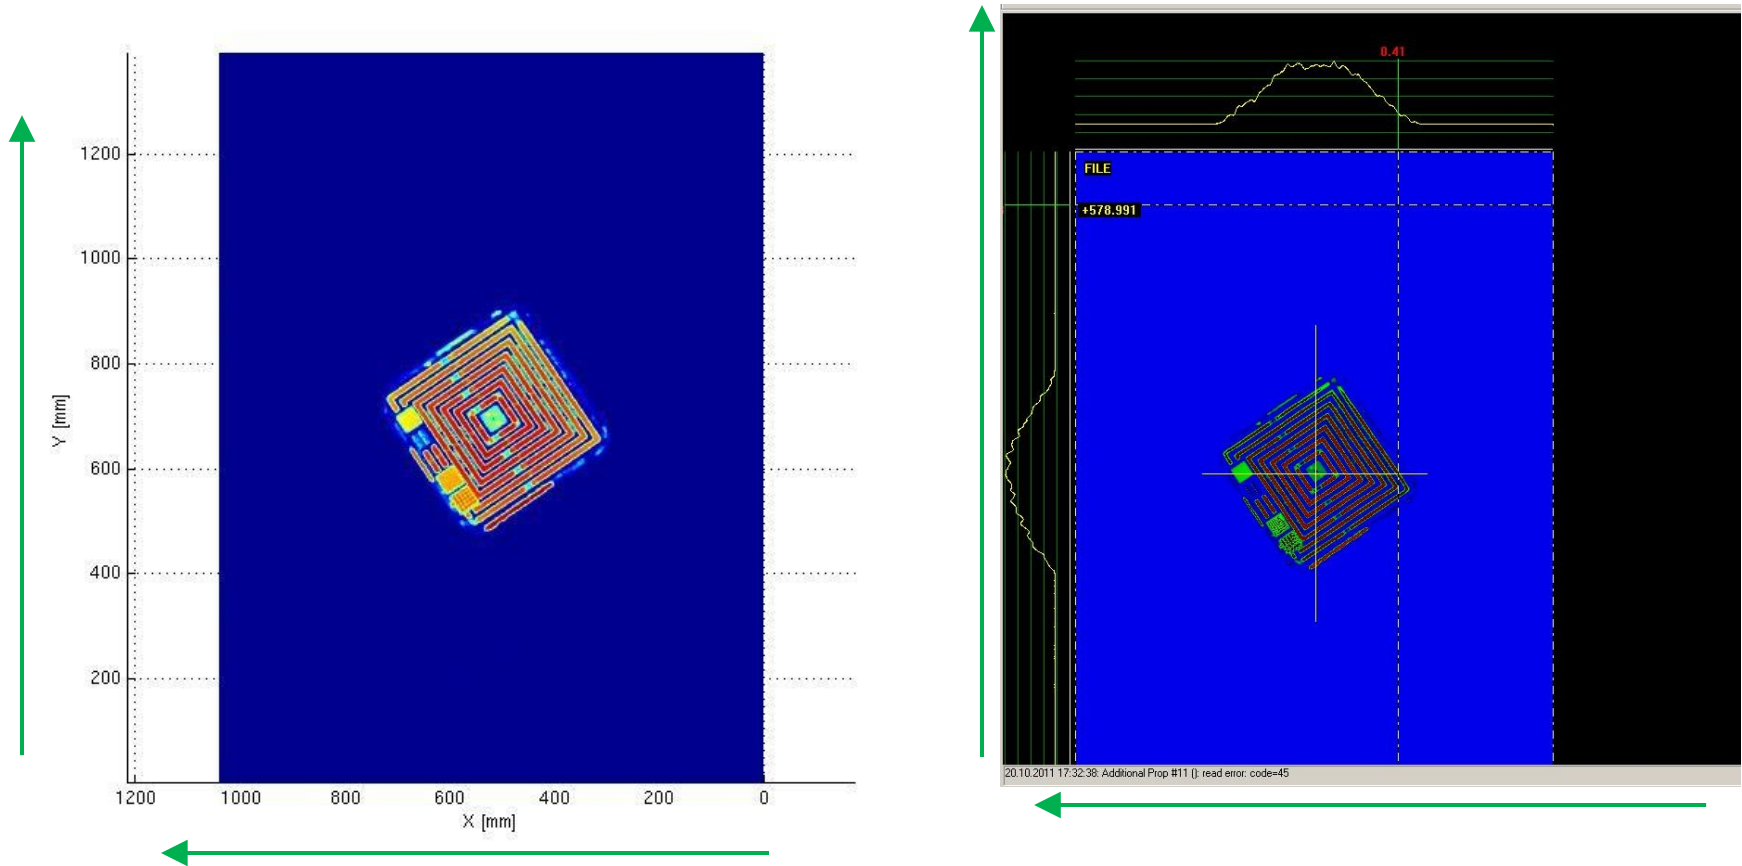 1200
1000
800
600
400
200
Y [mm]
1200 1000 800 600 400 200 0
X [mm]
0.41
FILE
+578.991
20.10.2011 17:32:38: Additional Prop #11 (): read error: code=45